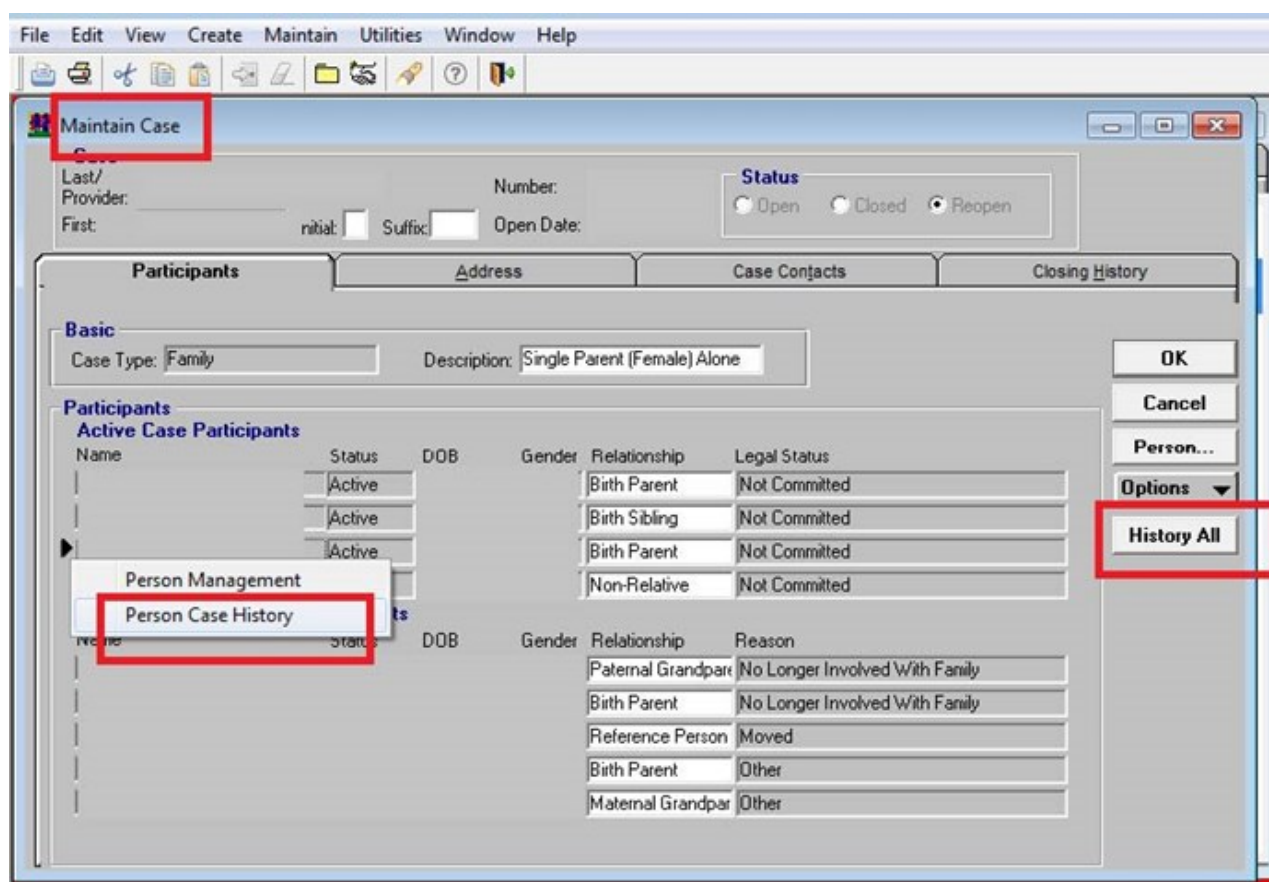 File Edit View Create Maintain Utilities Window Help
Maintain Case
Last/
Provider:
Number:
Status
Open Closed Reopen
First: nitial: Suffix: Open Date:
Participants Address Case Contacts Closing History
Basic
Case Type: Family Description: Single Parent (Female) Alone
OK
Cancel
Person...
Options
History All
Participants
Active Case Participants
Name Status DOB Gender Relationship Legal Status
Active Birth Parent Not Committed
Active Birth Sibling Not Committed
Active Birth Parent Not Committed
Non-Relative Not Committed
Person Management
Person Case History
ts
Name Status DOB Gender Relationship Reason
Paternal Grandpare No Longer Involved With Family
Birth Parent No Longer Involved With Family
Reference Person Moved
Birth Parent Other
Maternal Grandpar Other